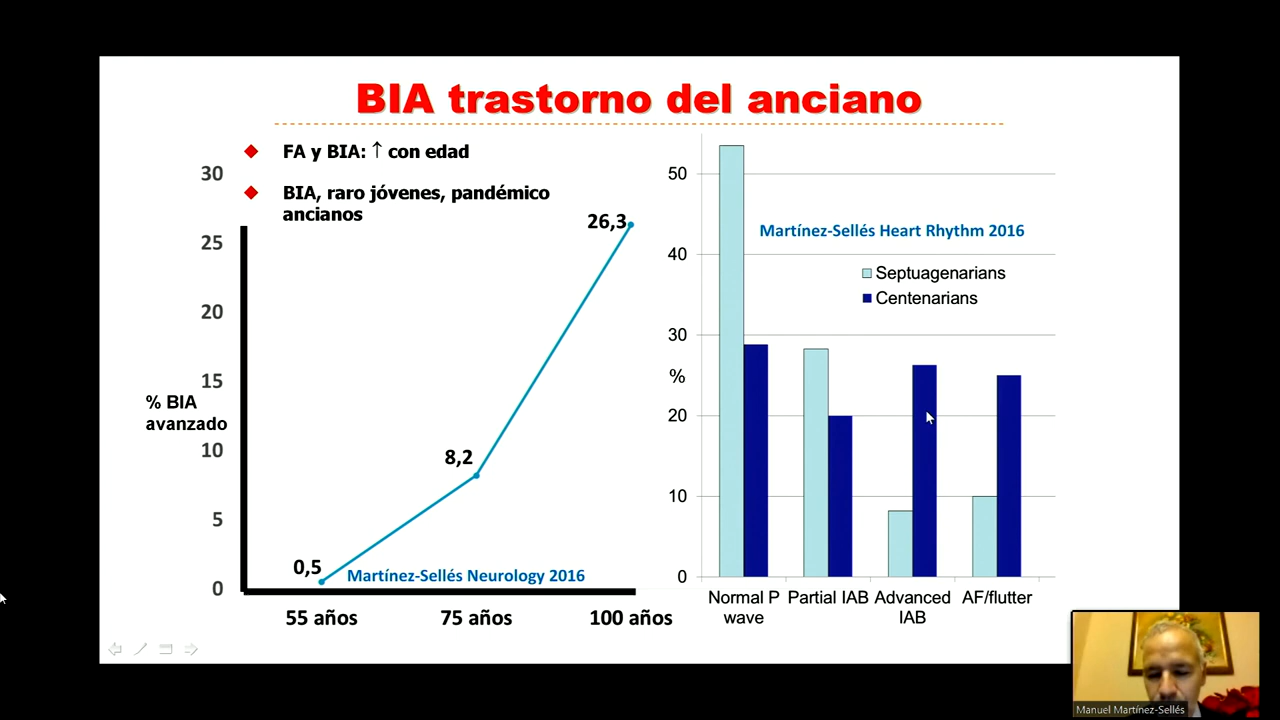 BIA trastorno del anciano
FA y BIA: ↑ con edad
BIA, raro jóvenes, pandémico
ancianos
30
25
20
15
10
5
0
% BIA
avanzado
0,5
8,2
26,3
Martínez-Sellés Neurology 2016
55 años
75 años
100 años
50
40
30
%
20
10
0
Martínez-Sellés Heart Rhythm 2016
Septuagenarians
Centenarians
Normal P
wave
Partial IAB
Advanced
IAB
AF/flutter
Manuel Martínez-Sellés